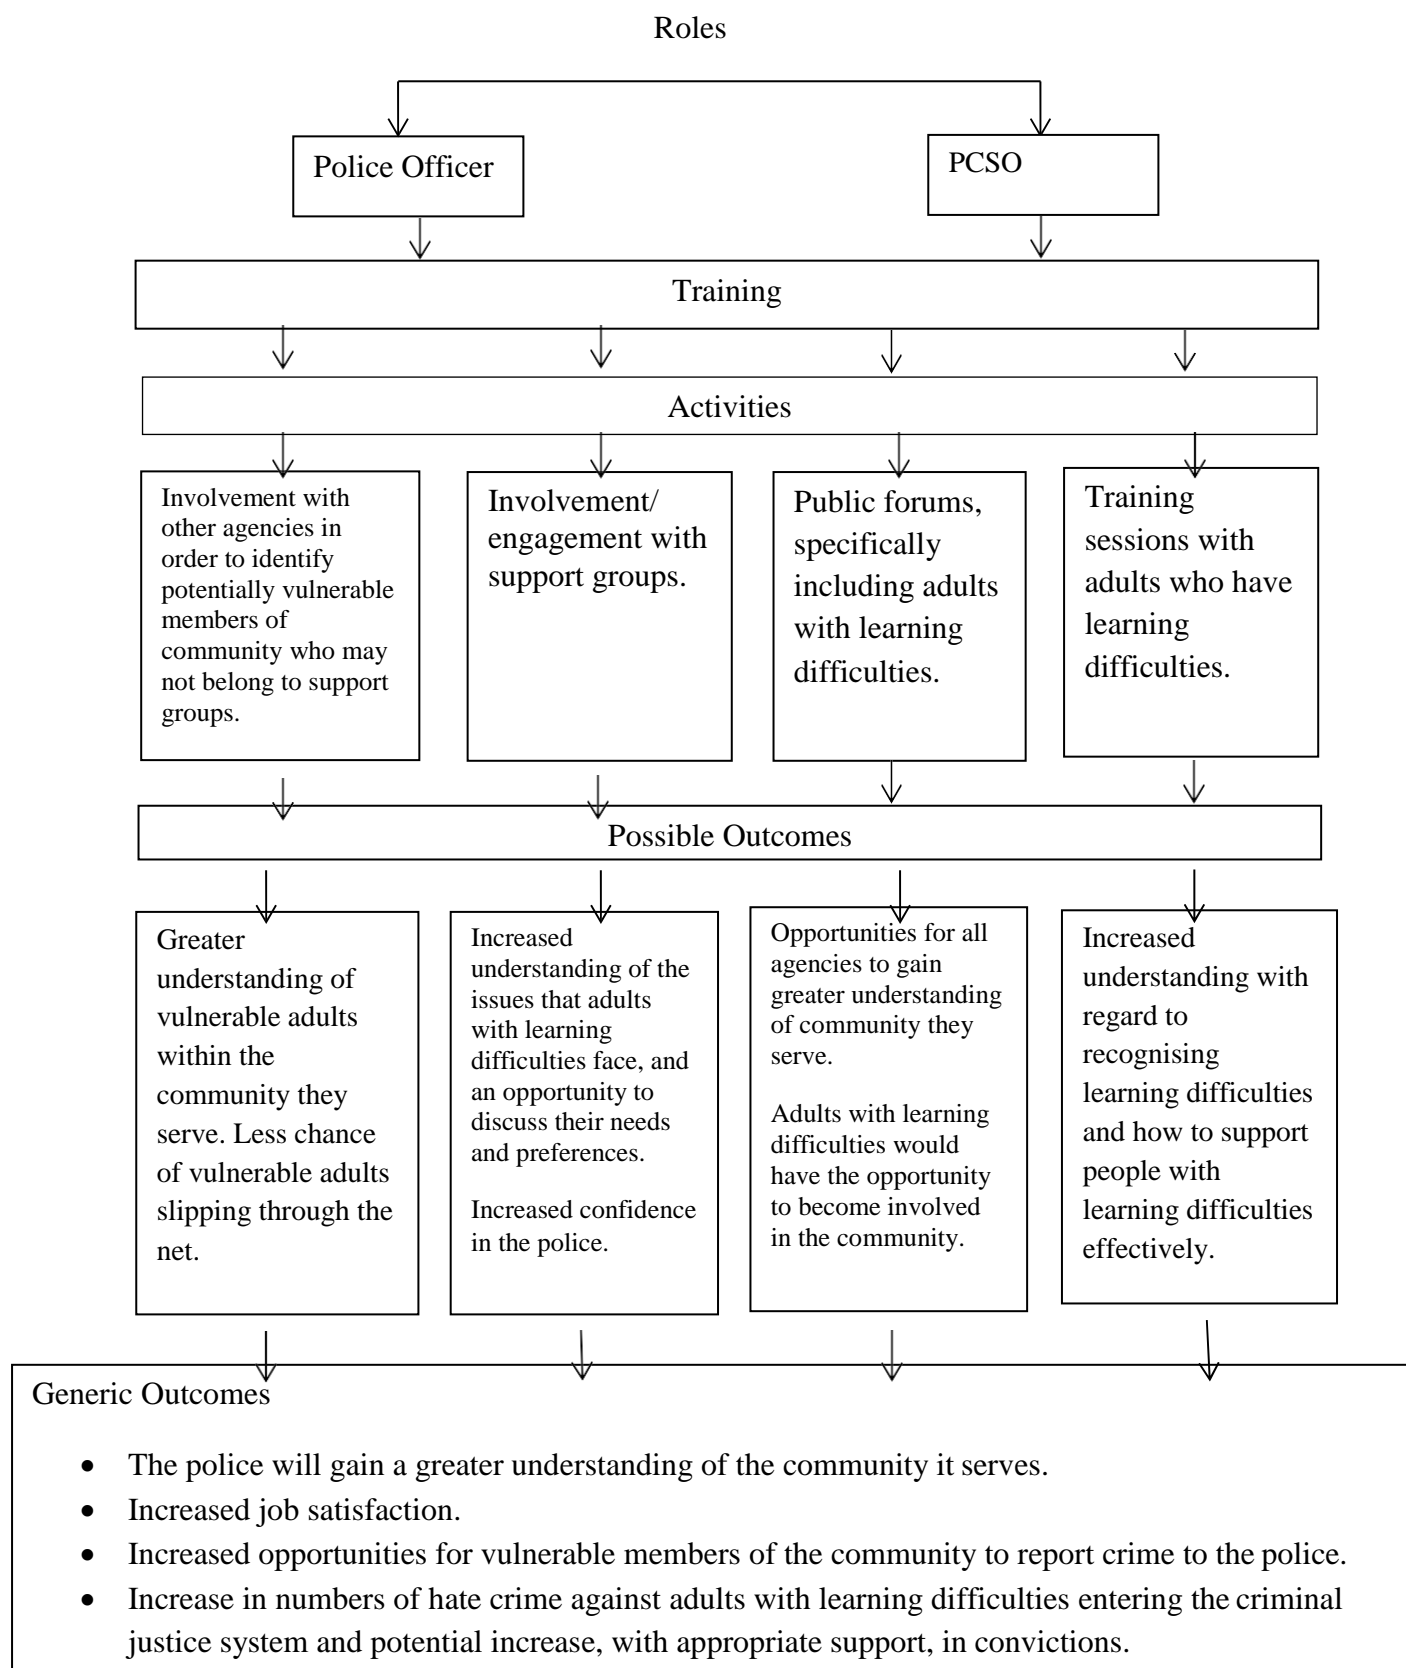 Roles
Police Officer
PCSO
Training
Activities
Involvement with
other agencies in
order to identify
potentially vulnerable
members of
community who may
not belong to support
groups.
Involvement/
engagement with
support groups.
Public forums,
specifically
including adults
with learning
difficulties.
Training
sessions with
adults who have
learning
difficulties.
Possible Outcomes
Greater
understanding of
vulnerable adults
within the
community they
serve. Less chance
of vulnerable adults
slipping through the
net.
Increased
understanding of the
issues that adults
with learning
difficulties face, and
an opportunity to
discuss their needs
and preferences.
Increased confidence
in the police.
Opportunities for all
agencies to gain
greater understanding
of community they
serve.
Adults with learning
difficulties would
have the opportunity
to become involved
in the community.
Increased
understanding with
regard to
recognising
learning difficulties
and how to support
people with
learning difficulties
effectively.
Generic Outcomes
• The police will gain a greater understanding of the community it serves.
• Increased job satisfaction.
• Increased opportunities for vulnerable members of the community to report crime to the police.
• Increase in numbers of hate crime against adults with learning difficulties entering the criminal
justice system and potential increase, with appropriate support, in convictions.